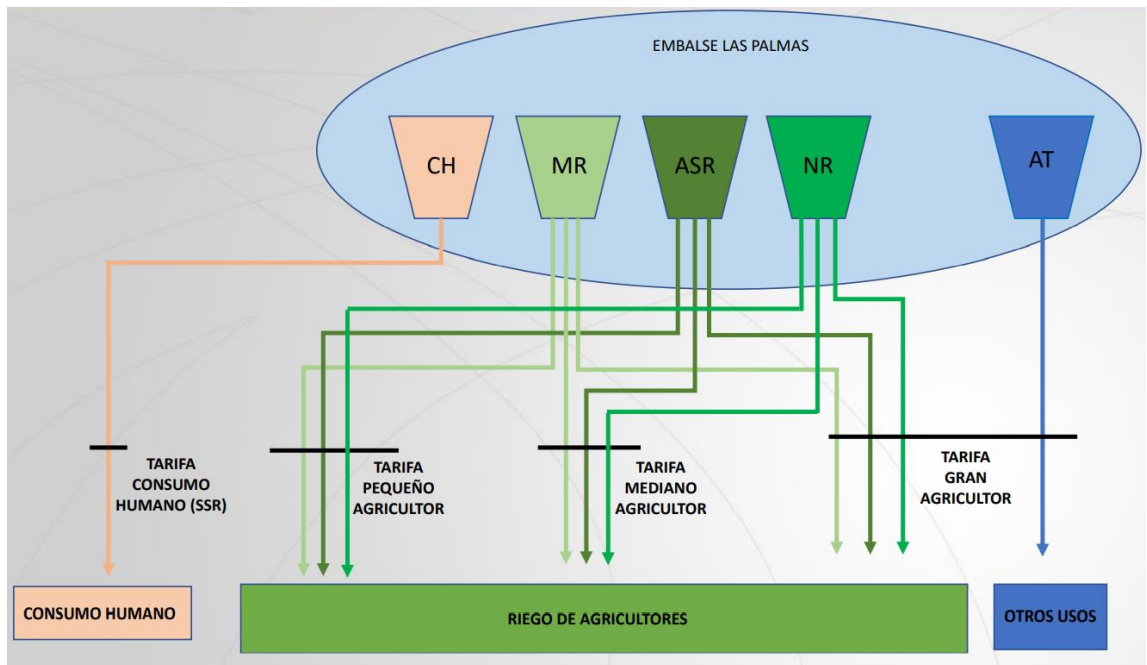 EMBALSE LAS PALMAS
CH
MR
ASR
NR
AT
TARIFA
CONSUMO
HUMANO (SSR)
TARIFA
PEQUEÑO
AGRICULTOR
TARIFA
MEDIANO
AGRICULTOR
TARIFA
GRAN
AGRICULTOR
CONSUMO HUMANO
RIEGO DE AGRICULTORES
OTROS USOS